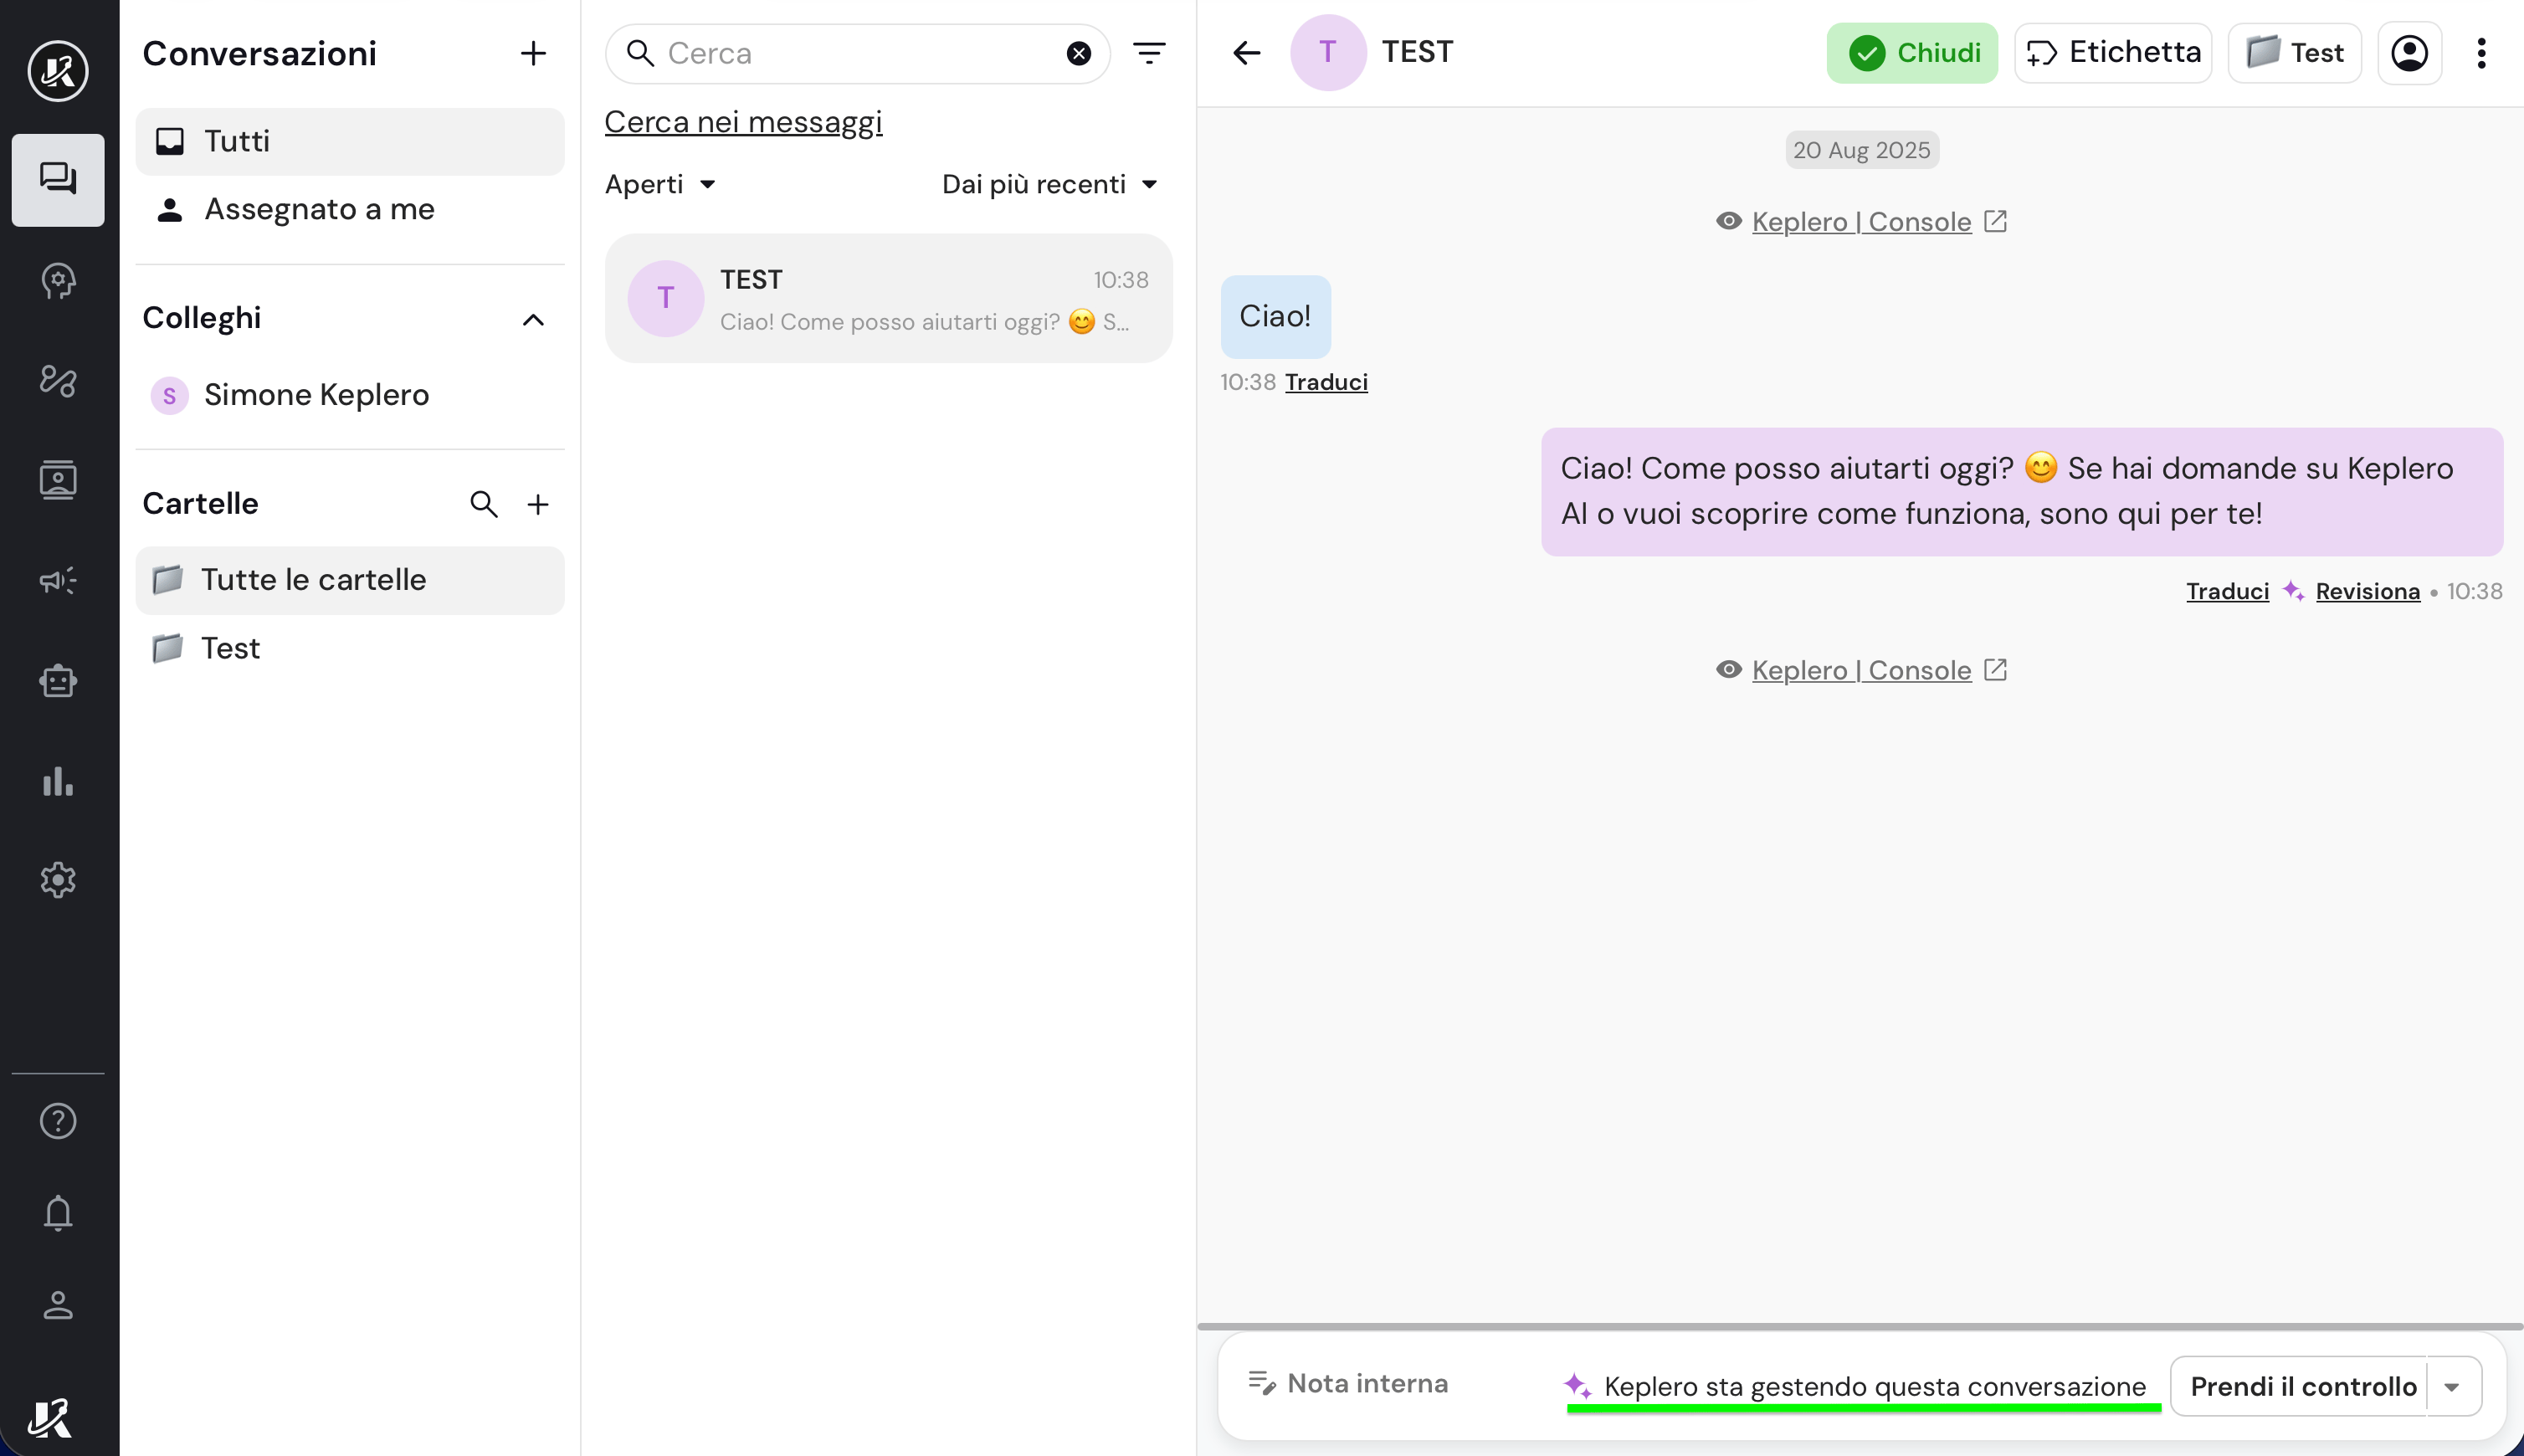 Conversazioni
Tutti
Assegnato a me
Colleghi
S Simone Keplero
Cartelle
Tutte le cartelle
Test
Cerca
Cerca nei messaggi
Aperti
Dai più recenti
T
TEST
10:38
Ciao! Come posso aiutarti oggi? 😊 S...
T
TEST
Chiudi
Etichetta
Test
20 Aug 2025
Keplero | Console
Ciao!
10:38 Traduci
Ciao! Come posso aiutarti oggi? 😊 Se hai domande su Keplero
AI o vuoi scoprire come funziona, sono qui per te!
Traduci Revisiona • 10:38
Keplero | Console
Nota interna
Keplero sta gestendo questa conversazione
Prendi il controllo